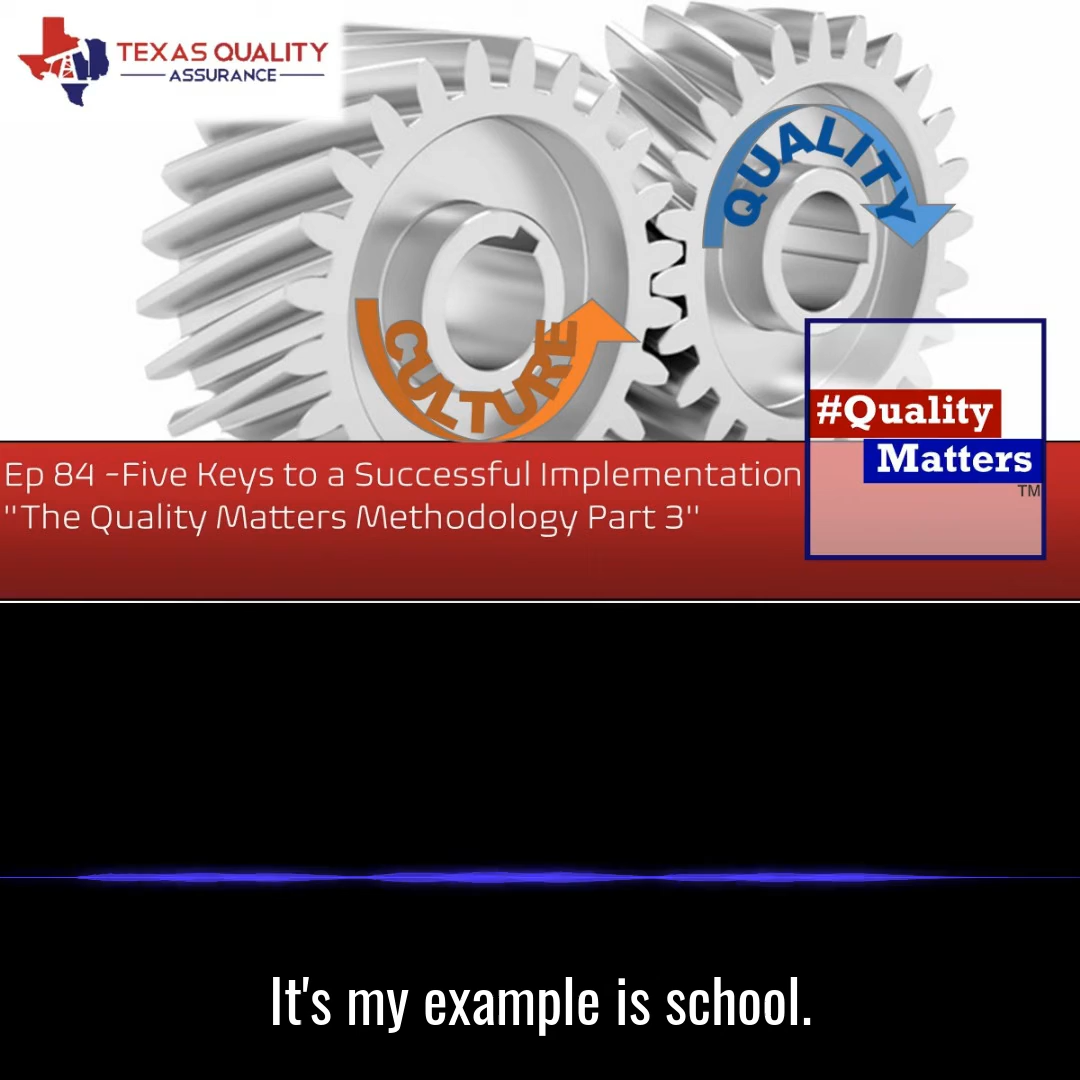 TEXAS QUALITY
ASSURANCE
QUALITY
CULTURE
#Quality
Matters
TM
Ep 84 -Five Keys to a Successful Implementation
"The Quality Matters Methodology Part 3"
It's my example is school.